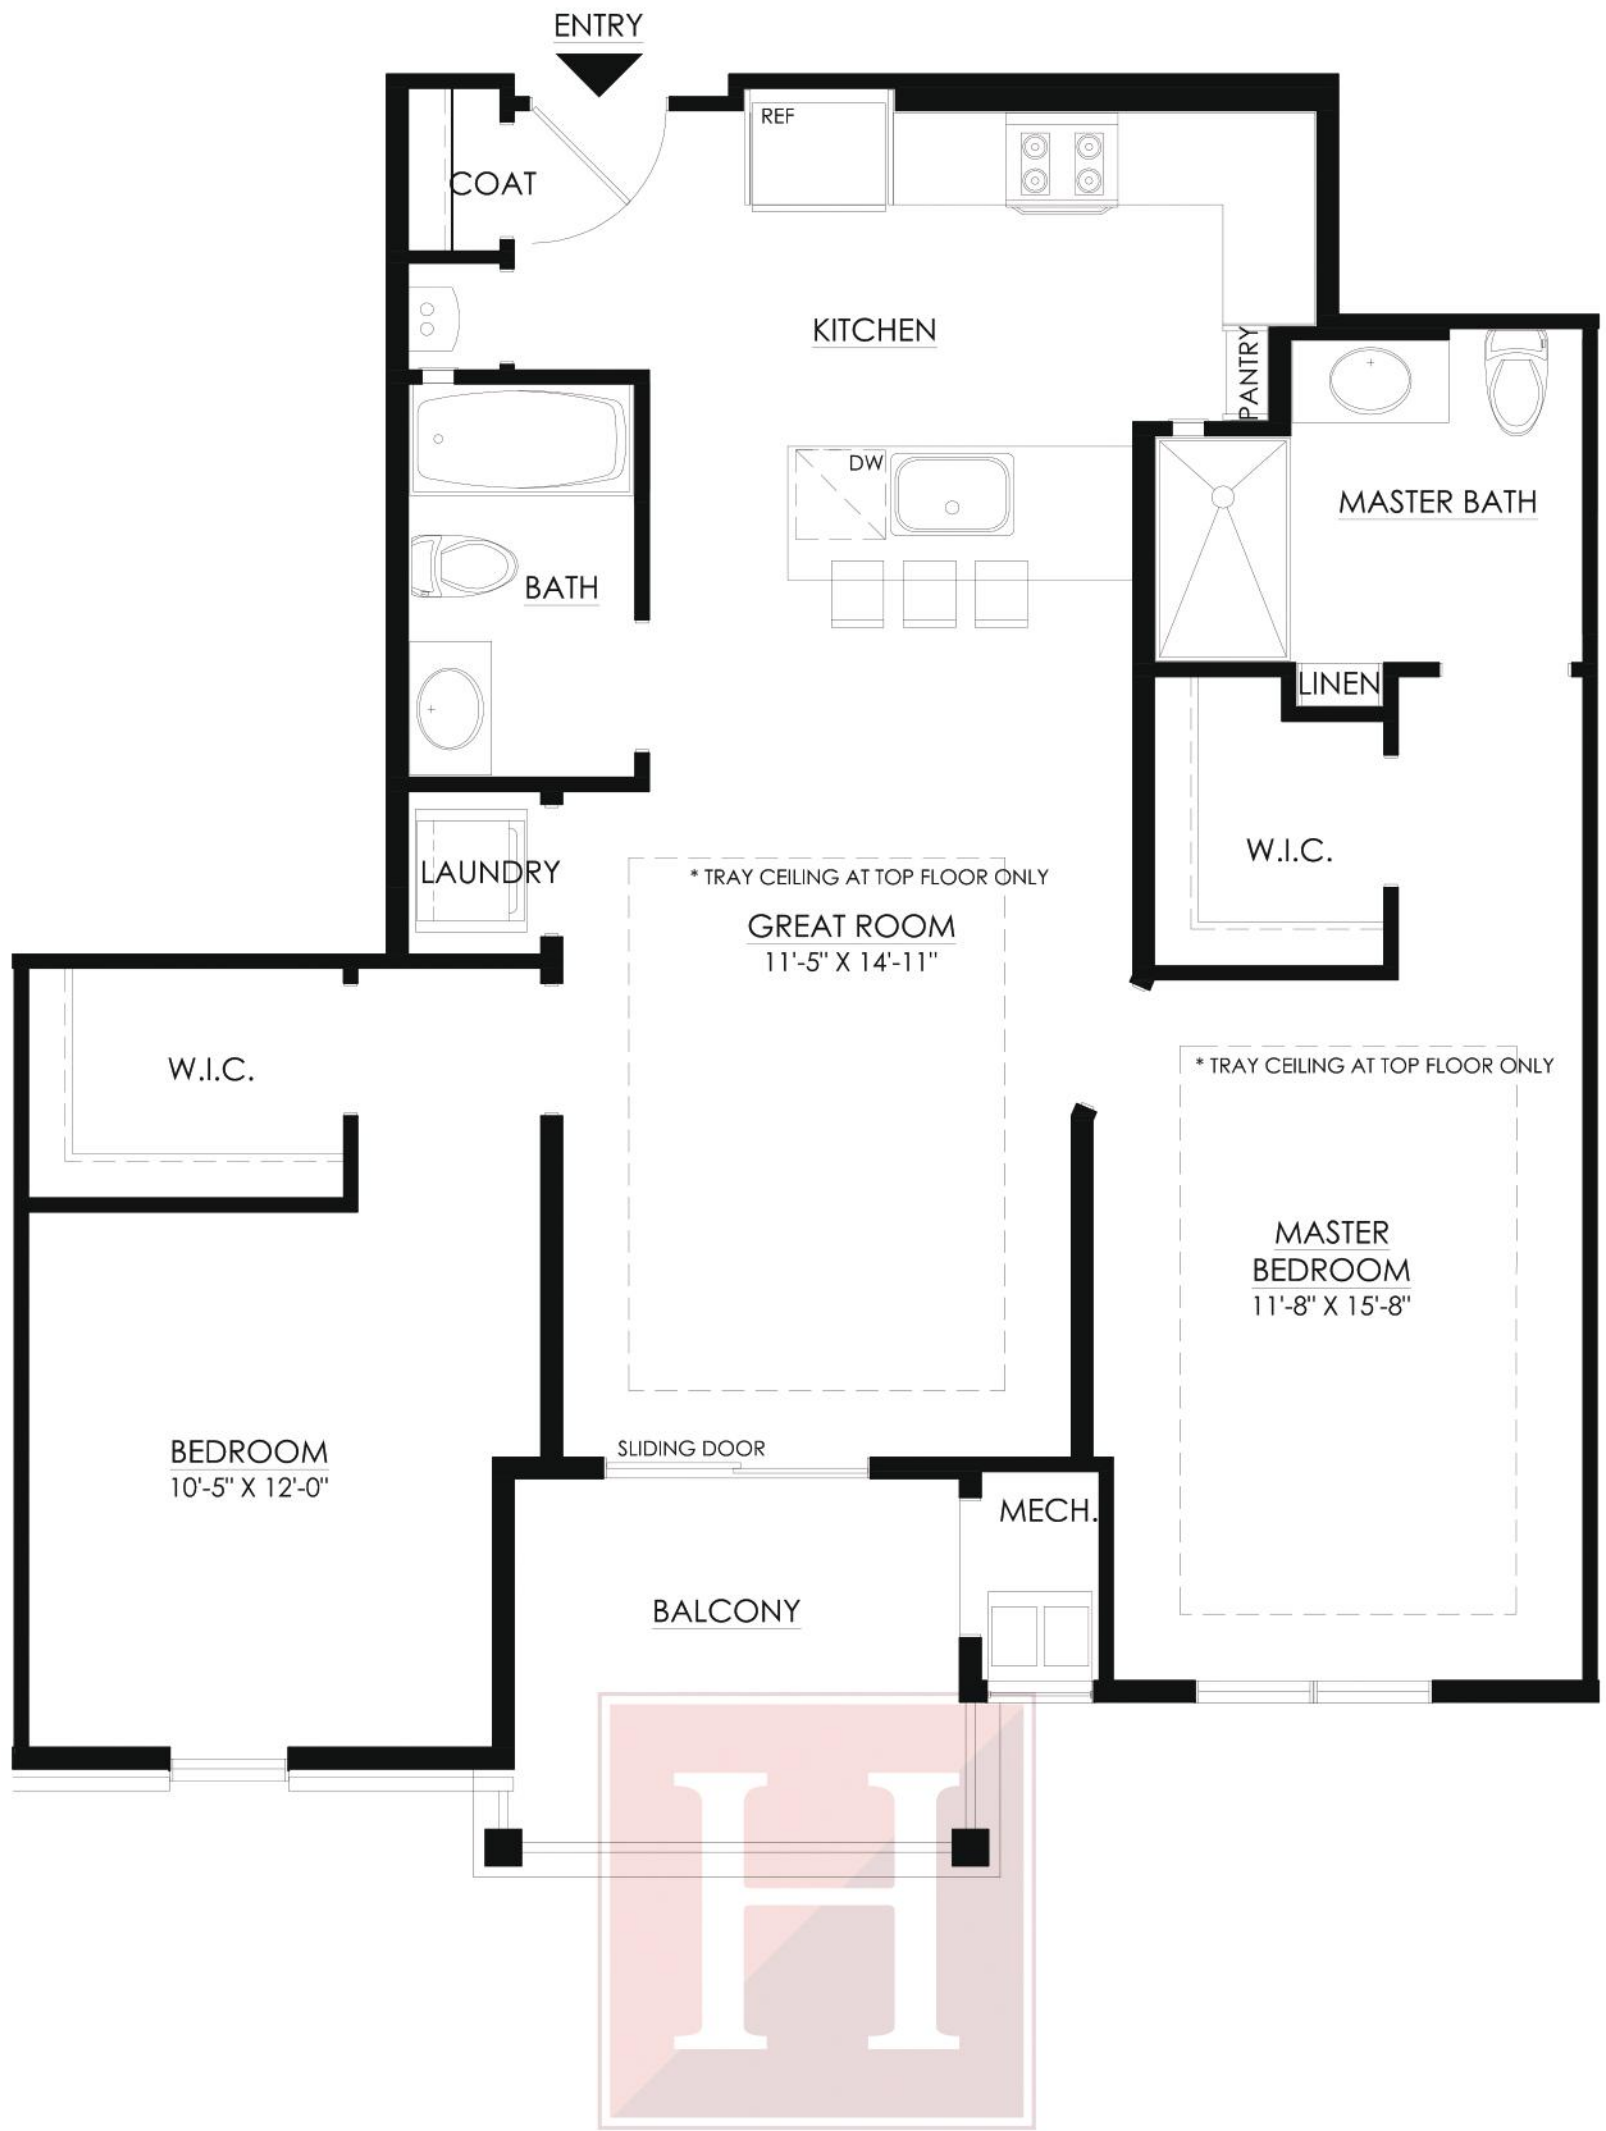 ENTRY
REF
COAT
KITCHEN
PANTRY
DW
MASTER BATH
BATH
LINEN
W.I.C.
LAUNDRY
* TRAY CEILING AT TOP FLOOR ONLY
GREAT ROOM
11'-5" X 14'-11"
W.I.C.
* TRAY CEILING AT TOP FLOOR ONLY
MASTER
BEDROOM
11'-8" X 15'-8"
BEDROOM
10'-5" X 12'-0"
SLIDING DOOR
MECH.
BALCONY
H